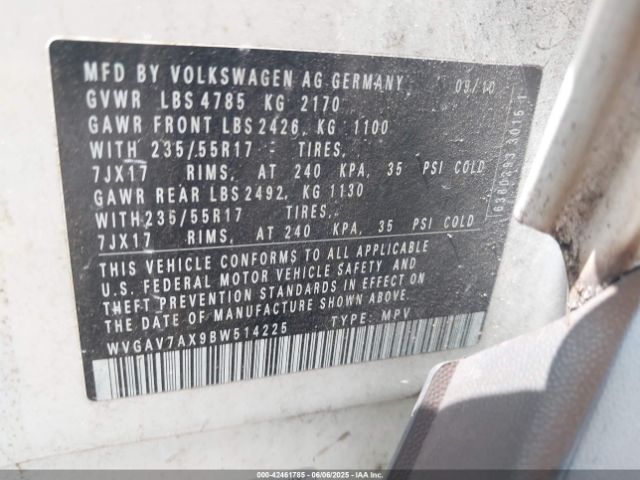 MFD BY VOLKSWAGEN AG GERMANY, 09/10
GVWR LBS 4785 KG 2170
GAWR FRONT LBS 2426, KG 1100
WITH 235/55R17 - TIRES,
7JX17 RIMS, AT 240 KPA, 35 PSI COLD
GAWR REAR LBS 2492, KG 1130
WITH 235/55R17 TIRES,
7JX17 RIMS, AT 240 KPA, 35 PSI COLD
THIS VEHICLE CONFORMS TO ALL APPLICABLE
U.S. FEDERAL MOTOR VEHICLE SAFETY AND
THEFT PREVENTION STANDARDS IN EFFECT ON
THE DATE OF MANUFACTURE SHOWN ABOVE.
WVGAV7AX9BW514225 TYPE: MPV
000-42461785 - 06/06/2025 - IAA Inc.